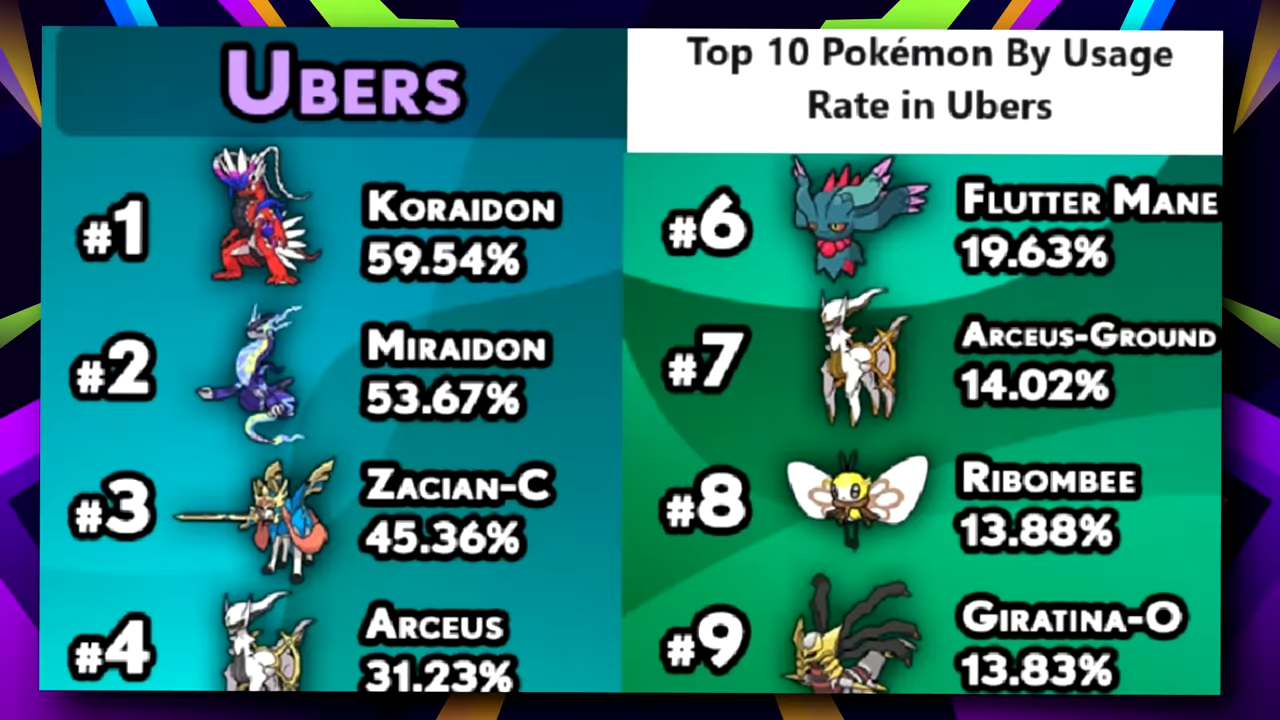 UBERS
#1
KORAIDON
59.54%
#2
MIRAIDON
53.67%
#3
ZACIAN-C
45.36%
#4
ARCEUS
31.23%
Top 10 Pokémon By Usage
Rate in Ubers
#6
FLUTTER MANE
19.63%
#7
ARCEUS-GROUND
14.02%
#8
RIBOMBEE
13.88%
#9
GIRATINA-O
13.83%